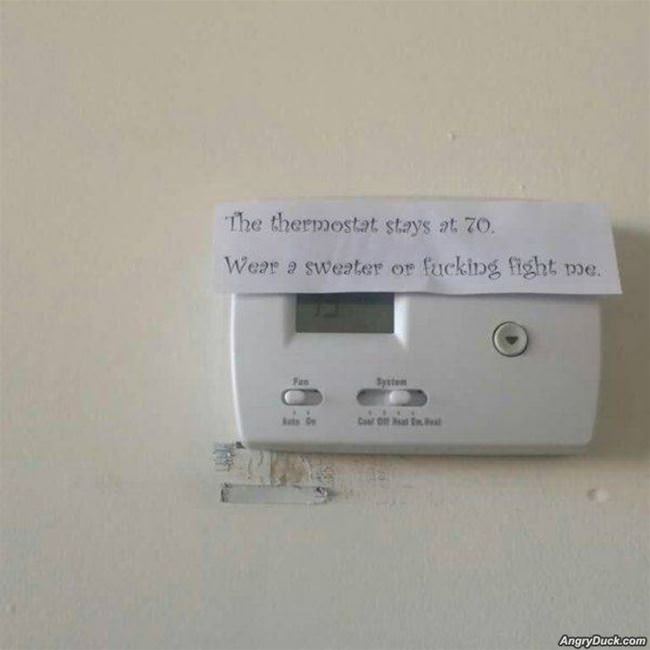 The thermostat stays at 70.
Wear a sweater or fucking fight me.
Fan
System
Auto On
Cool Off Heat Em. Heat
AngryDuck.com